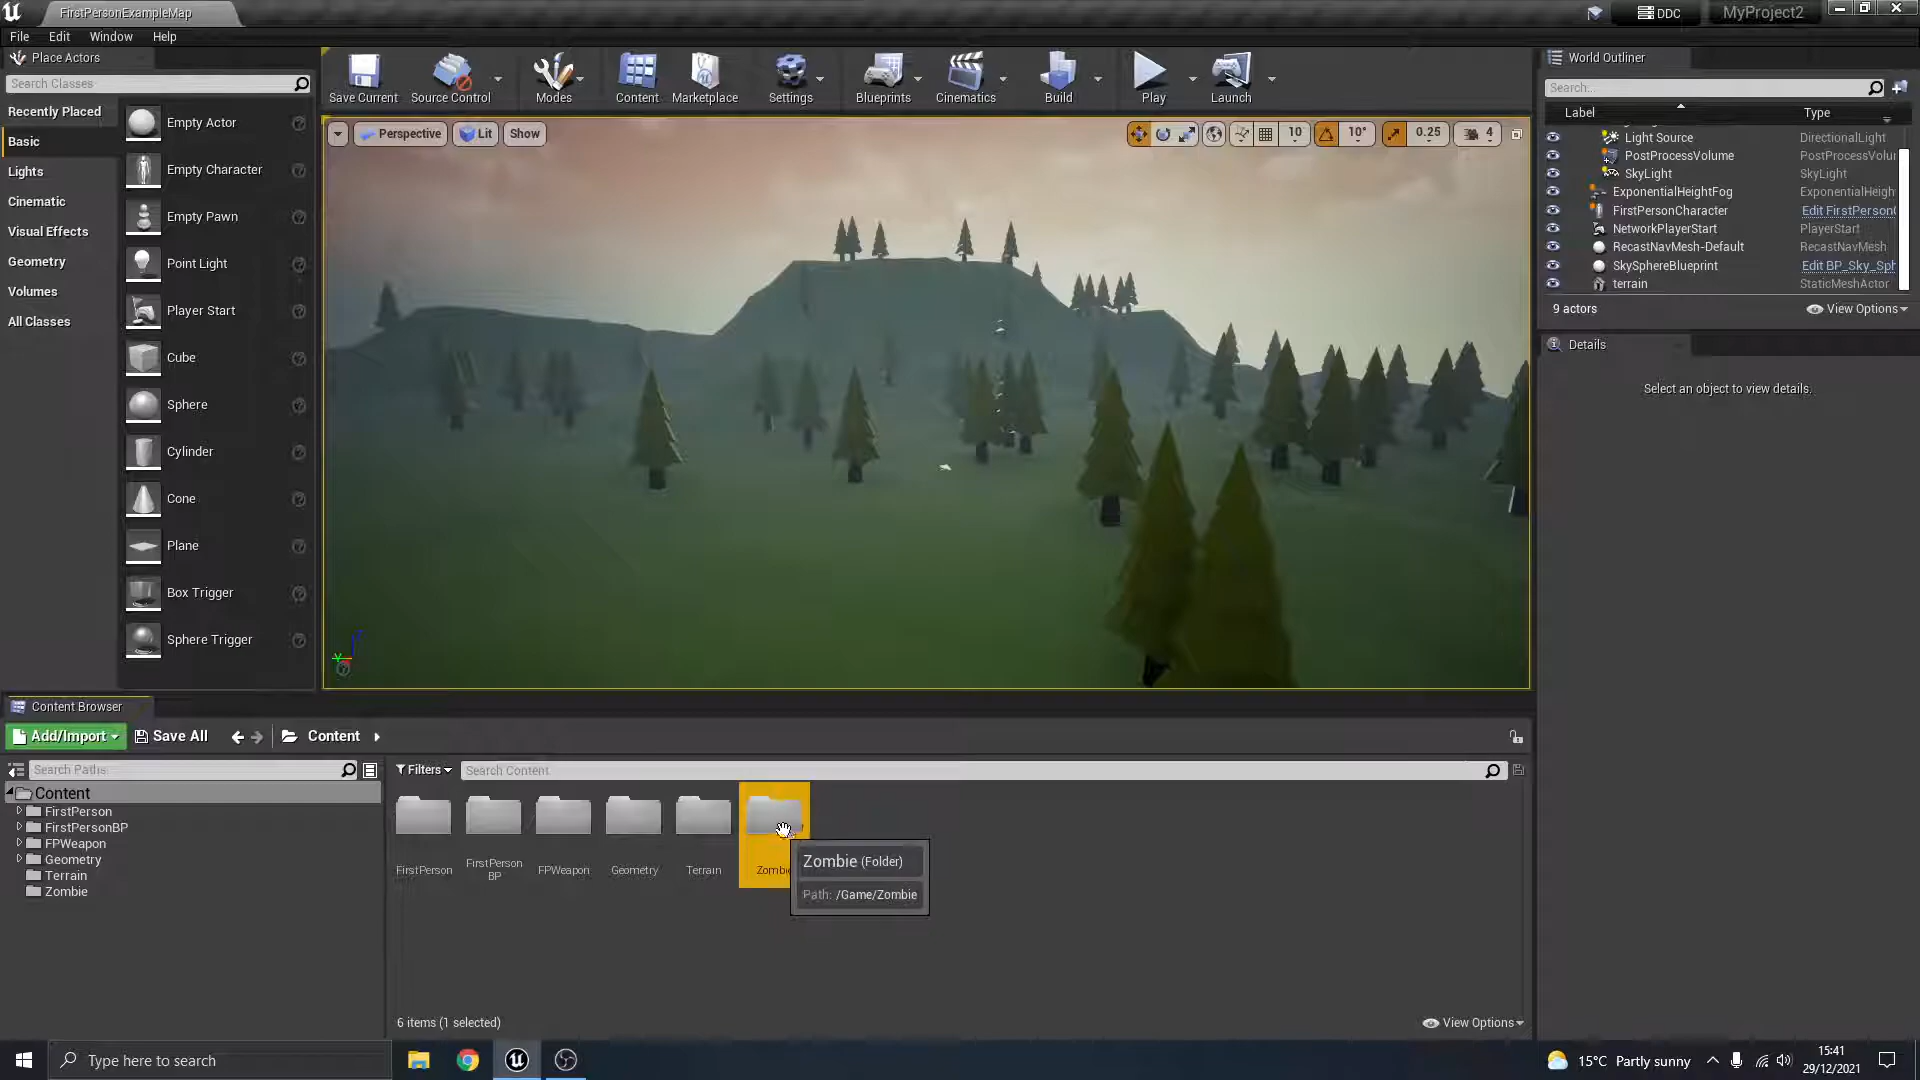 FirstPersonExampleMap
DDC
MyProject2
File
Edit
Window
Help
Place Actors
Search Classes
Recently Placed
Basic
Lights
Cinematic
Visual Effects
Geometry
Volumes
All Classes
Empty Actor
Empty Character
Empty Pawn
Point Light
Player Start
Cube
Sphere
Cylinder
Cone
Plane
Box Trigger
Sphere Trigger
Save Current
Source Control
Modes
Content
Marketplace
Settings
Blueprints
Cinematics
Build
Play
Launch
Perspective
Lit
Show
10
10°
0.25
4
World Outliner
Search...
Label
Type
Light Source
DirectionalLight
PostProcessVolume
PostProcessVolu
SkyLight
SkyLight
ExponentialHeightFog
ExponentialHeigh
FirstPersonCharacter
Edit FirstPerson
NetworkPlayerStart
PlayerStart
RecastNavMesh-Default
RecastNavMesh
SkySphereBlueprint
Edit BP_Sky_Sph
terrain
StaticMeshActor
9 actors
View Options
Details
Select an object to view details.
Content Browser
Add/Import
Save All
Content
Search Paths
Filters
Search Content
Content
FirstPerson
FirstPersonBP
FPWeapon
Geometry
Terrain
Zombie
FirstPerson
FirstPerson
BP
FPWeapon
Geometry
Terrain
Zombi
Zombie (Folder)
Path: /Game/Zombie
6 items (1 selected)
View Options
Type here to search
15°C Partly sunny
15:41
29/12/2021